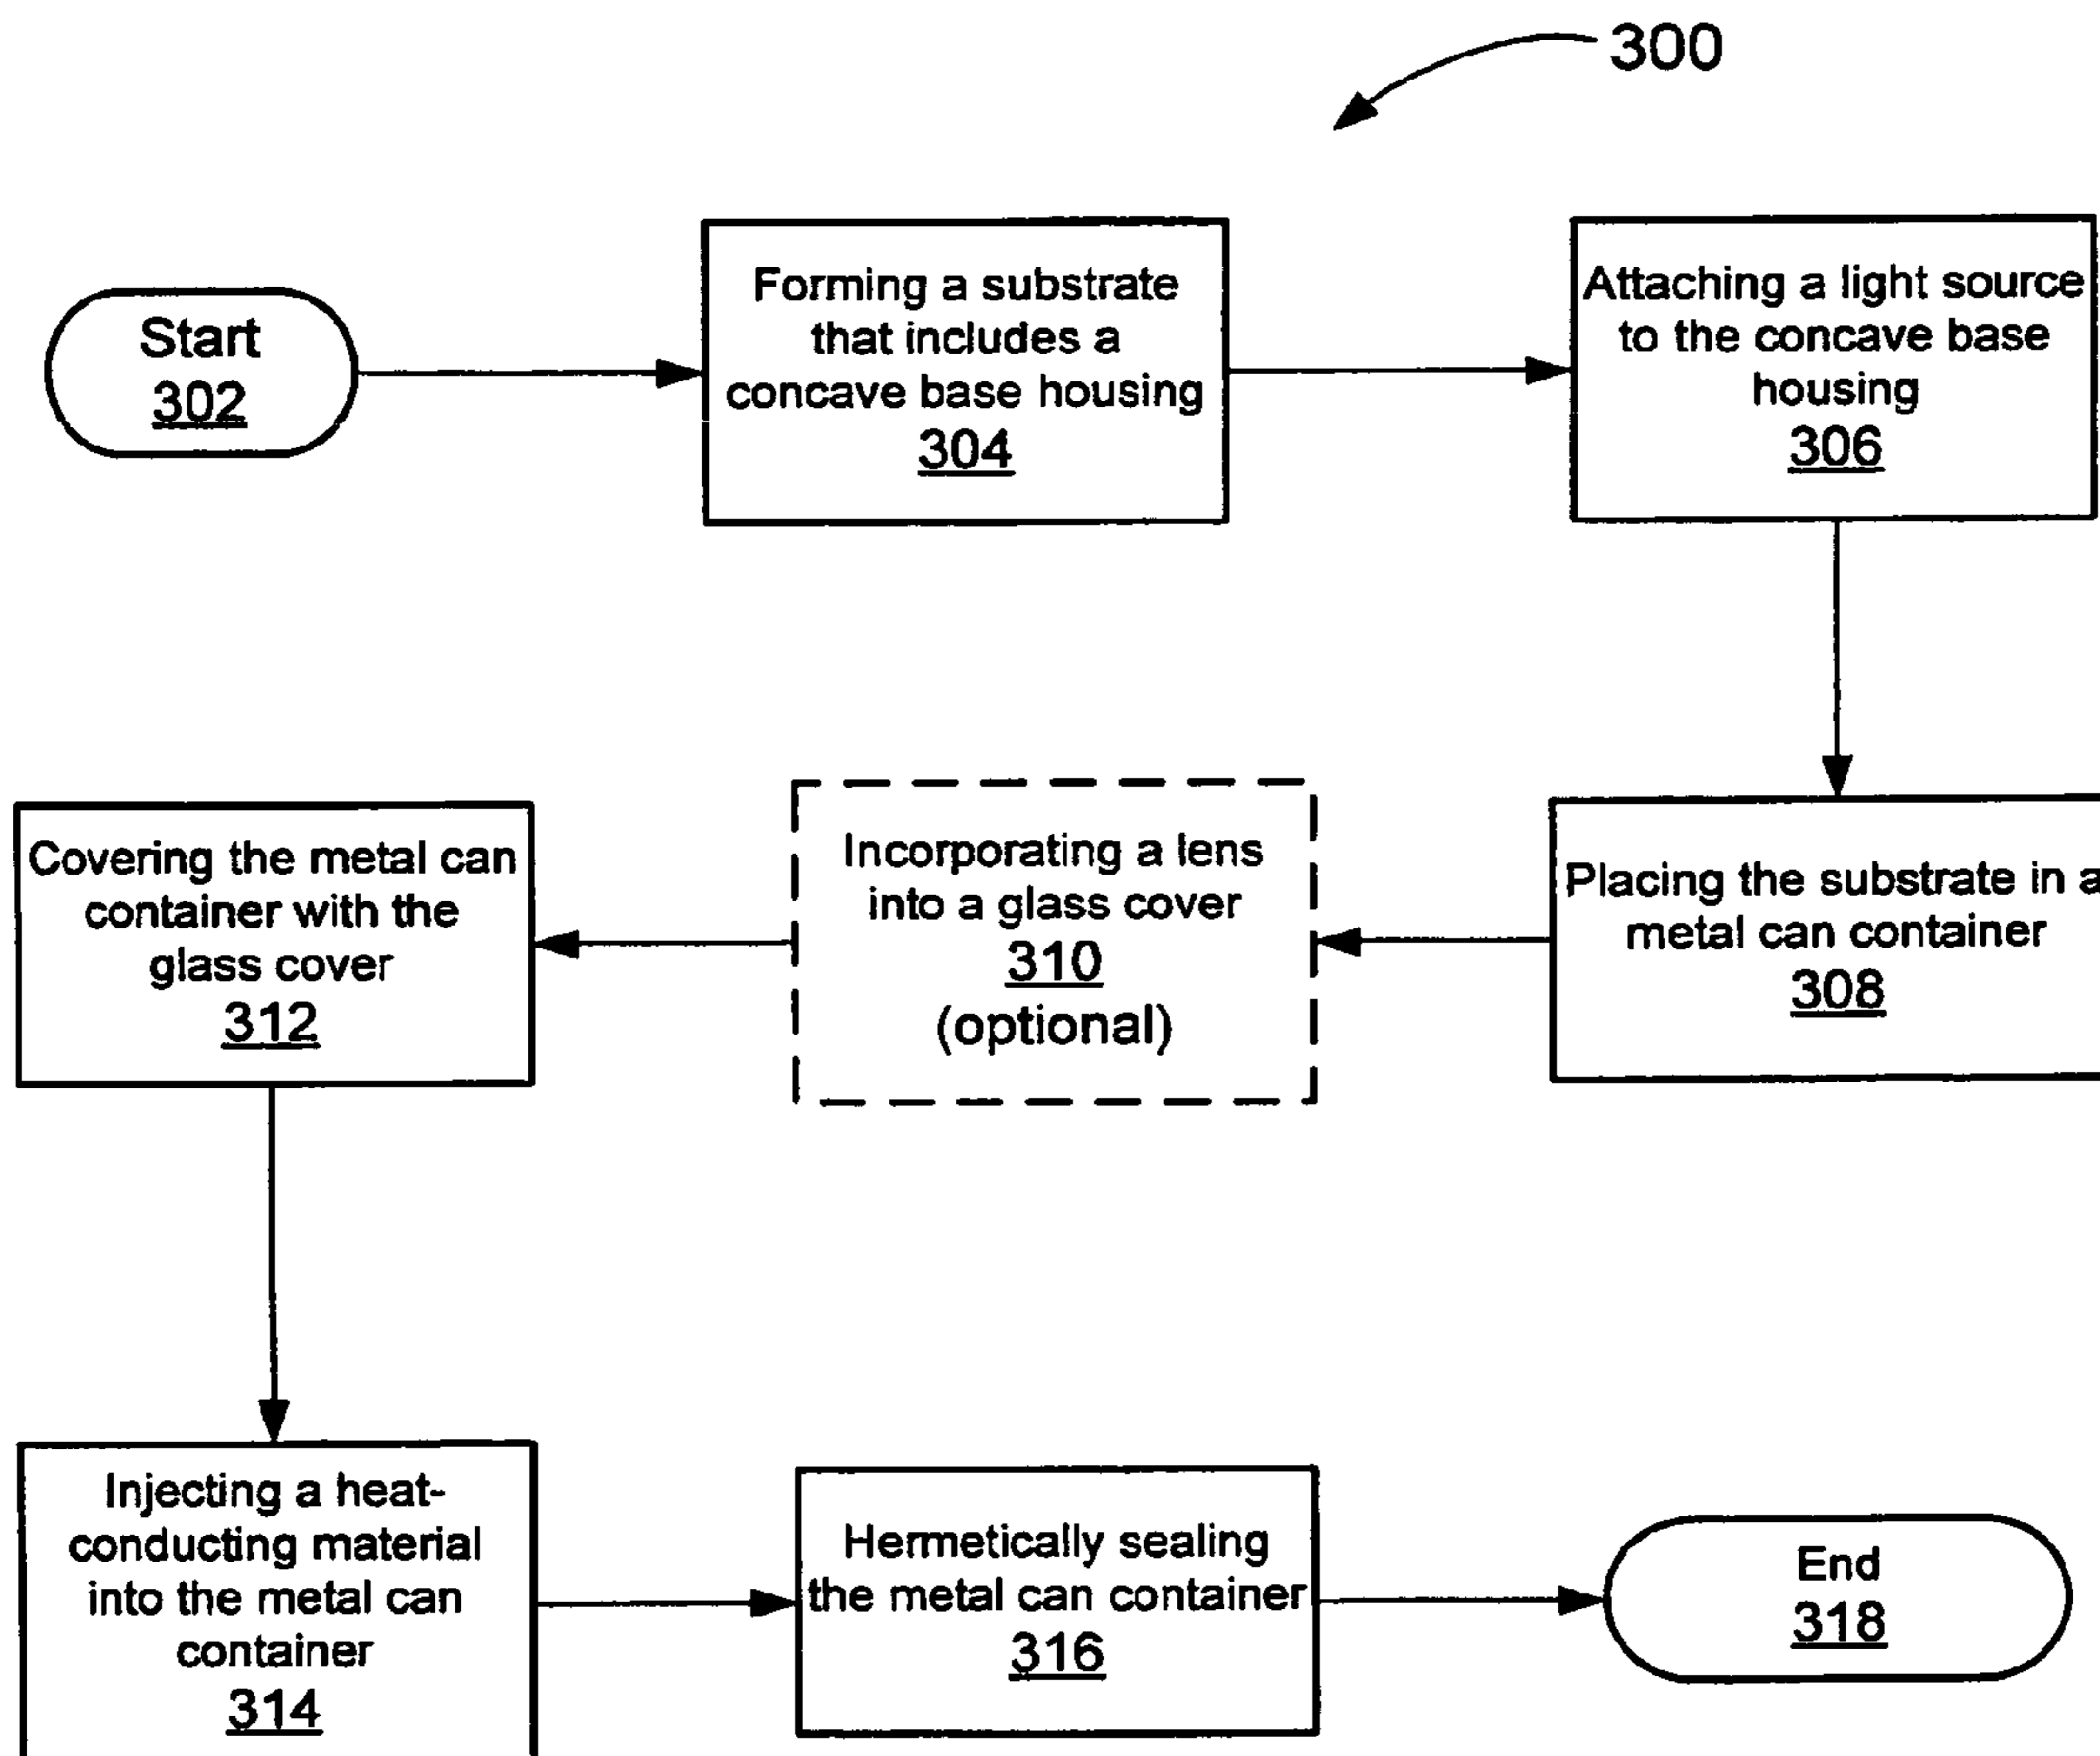 300
Start
302
Forming a substrate
that includes a
concave base housing
304
Attaching a light source
to the concave base
housing
306
Placing the substrate in a
metal can container
308
Incorporating a lens
into a glass cover
310
(optional)
Covering the metal can
container with the
glass cover
312
Injecting a heat-
conducting material
into the metal can
container
314
Hermetically sealing
the metal can container
316
End
318